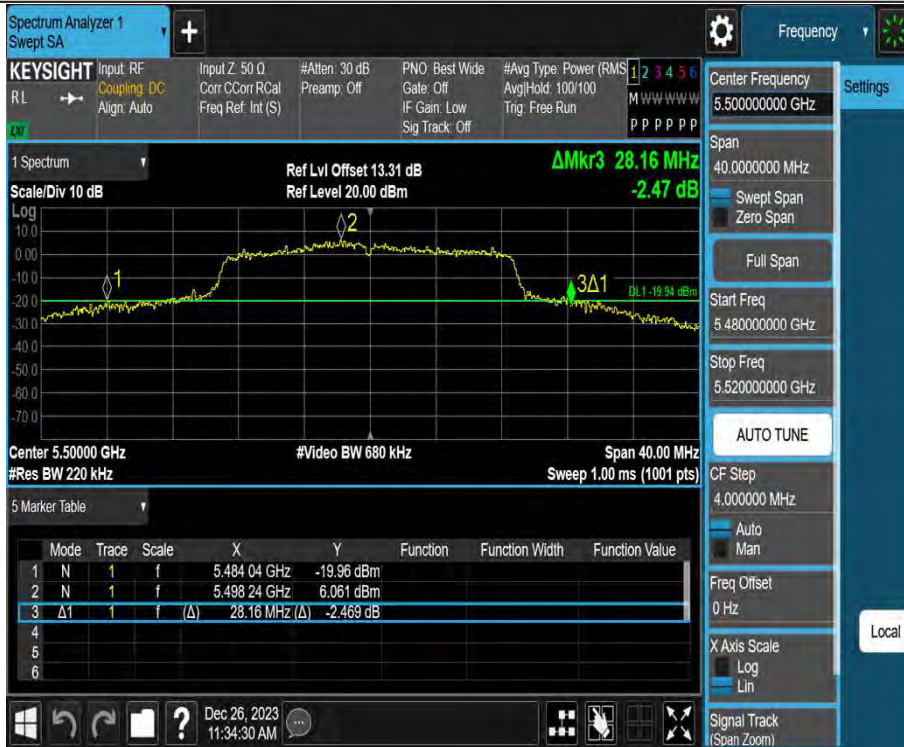 Spectrum Analyzer 1
Swept SA
+
Frequency
KEYSIGHT
RL
LXI
Input: RF
Coupling: DC
Align: Auto
Input Z: 50 Ω
Corr CCorr RCal
Freq Ref: Int (S)
#Atten: 30 dB
Preamp: Off
PNO: Best Wide
Gate: Off
IF Gain: Low
Sig Track: Off
#Avg Type: Power (RMS
Avg|Hold: 100/100
Trig: Free Run
1 2 3 4 5 6
M W W W W W
P P P P P P
1 Spectrum
Scale/Div 10 dB
Ref Lvl Offset 13.31 dB
Ref Level 20.00 dBm
ΔMkr3 28.16 MHz
-2.47 dB
Log
10.0
0.00
-10.0
-20.0
-30.0
-40.0
-50.0
-60.0
-70.0
1
2
3Δ1
DL1 -19.94 dBm
Center 5.50000 GHz
#Res BW 220 kHz
#Video BW 680 kHz
Span 40.00 MHz
Sweep 1.00 ms (1001 pts)
5 Marker Table
Mode Trace Scale X Y Function Function Width Function Value
1 N 1 f 5.484 04 GHz -19.96 dBm
2 N 1 f 5.498 24 GHz 6.061 dBm
3 Δ1 1 f (Δ) 28.16 MHz (Δ) -2.469 dB
4
5
6
?
Dec 26, 2023
11:34:30 AM
Center Frequency
5.500000000 GHz
Span
40.0000000 MHz
Swept Span
Zero Span
Full Span
Start Freq
5.480000000 GHz
Stop Freq
5.520000000 GHz
AUTO TUNE
CF Step
4.000000 MHz
Auto
Man
Freq Offset
0 Hz
X Axis Scale
Log
Lin
Signal Track
(Span Zoom)
Settings
Local